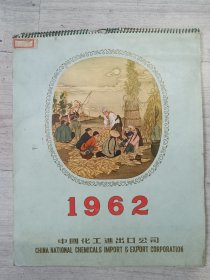 1962
中國化工進出口公司
CHINA NATIONAL CHEMICALS IMPORT & EXPORT CORPORATION